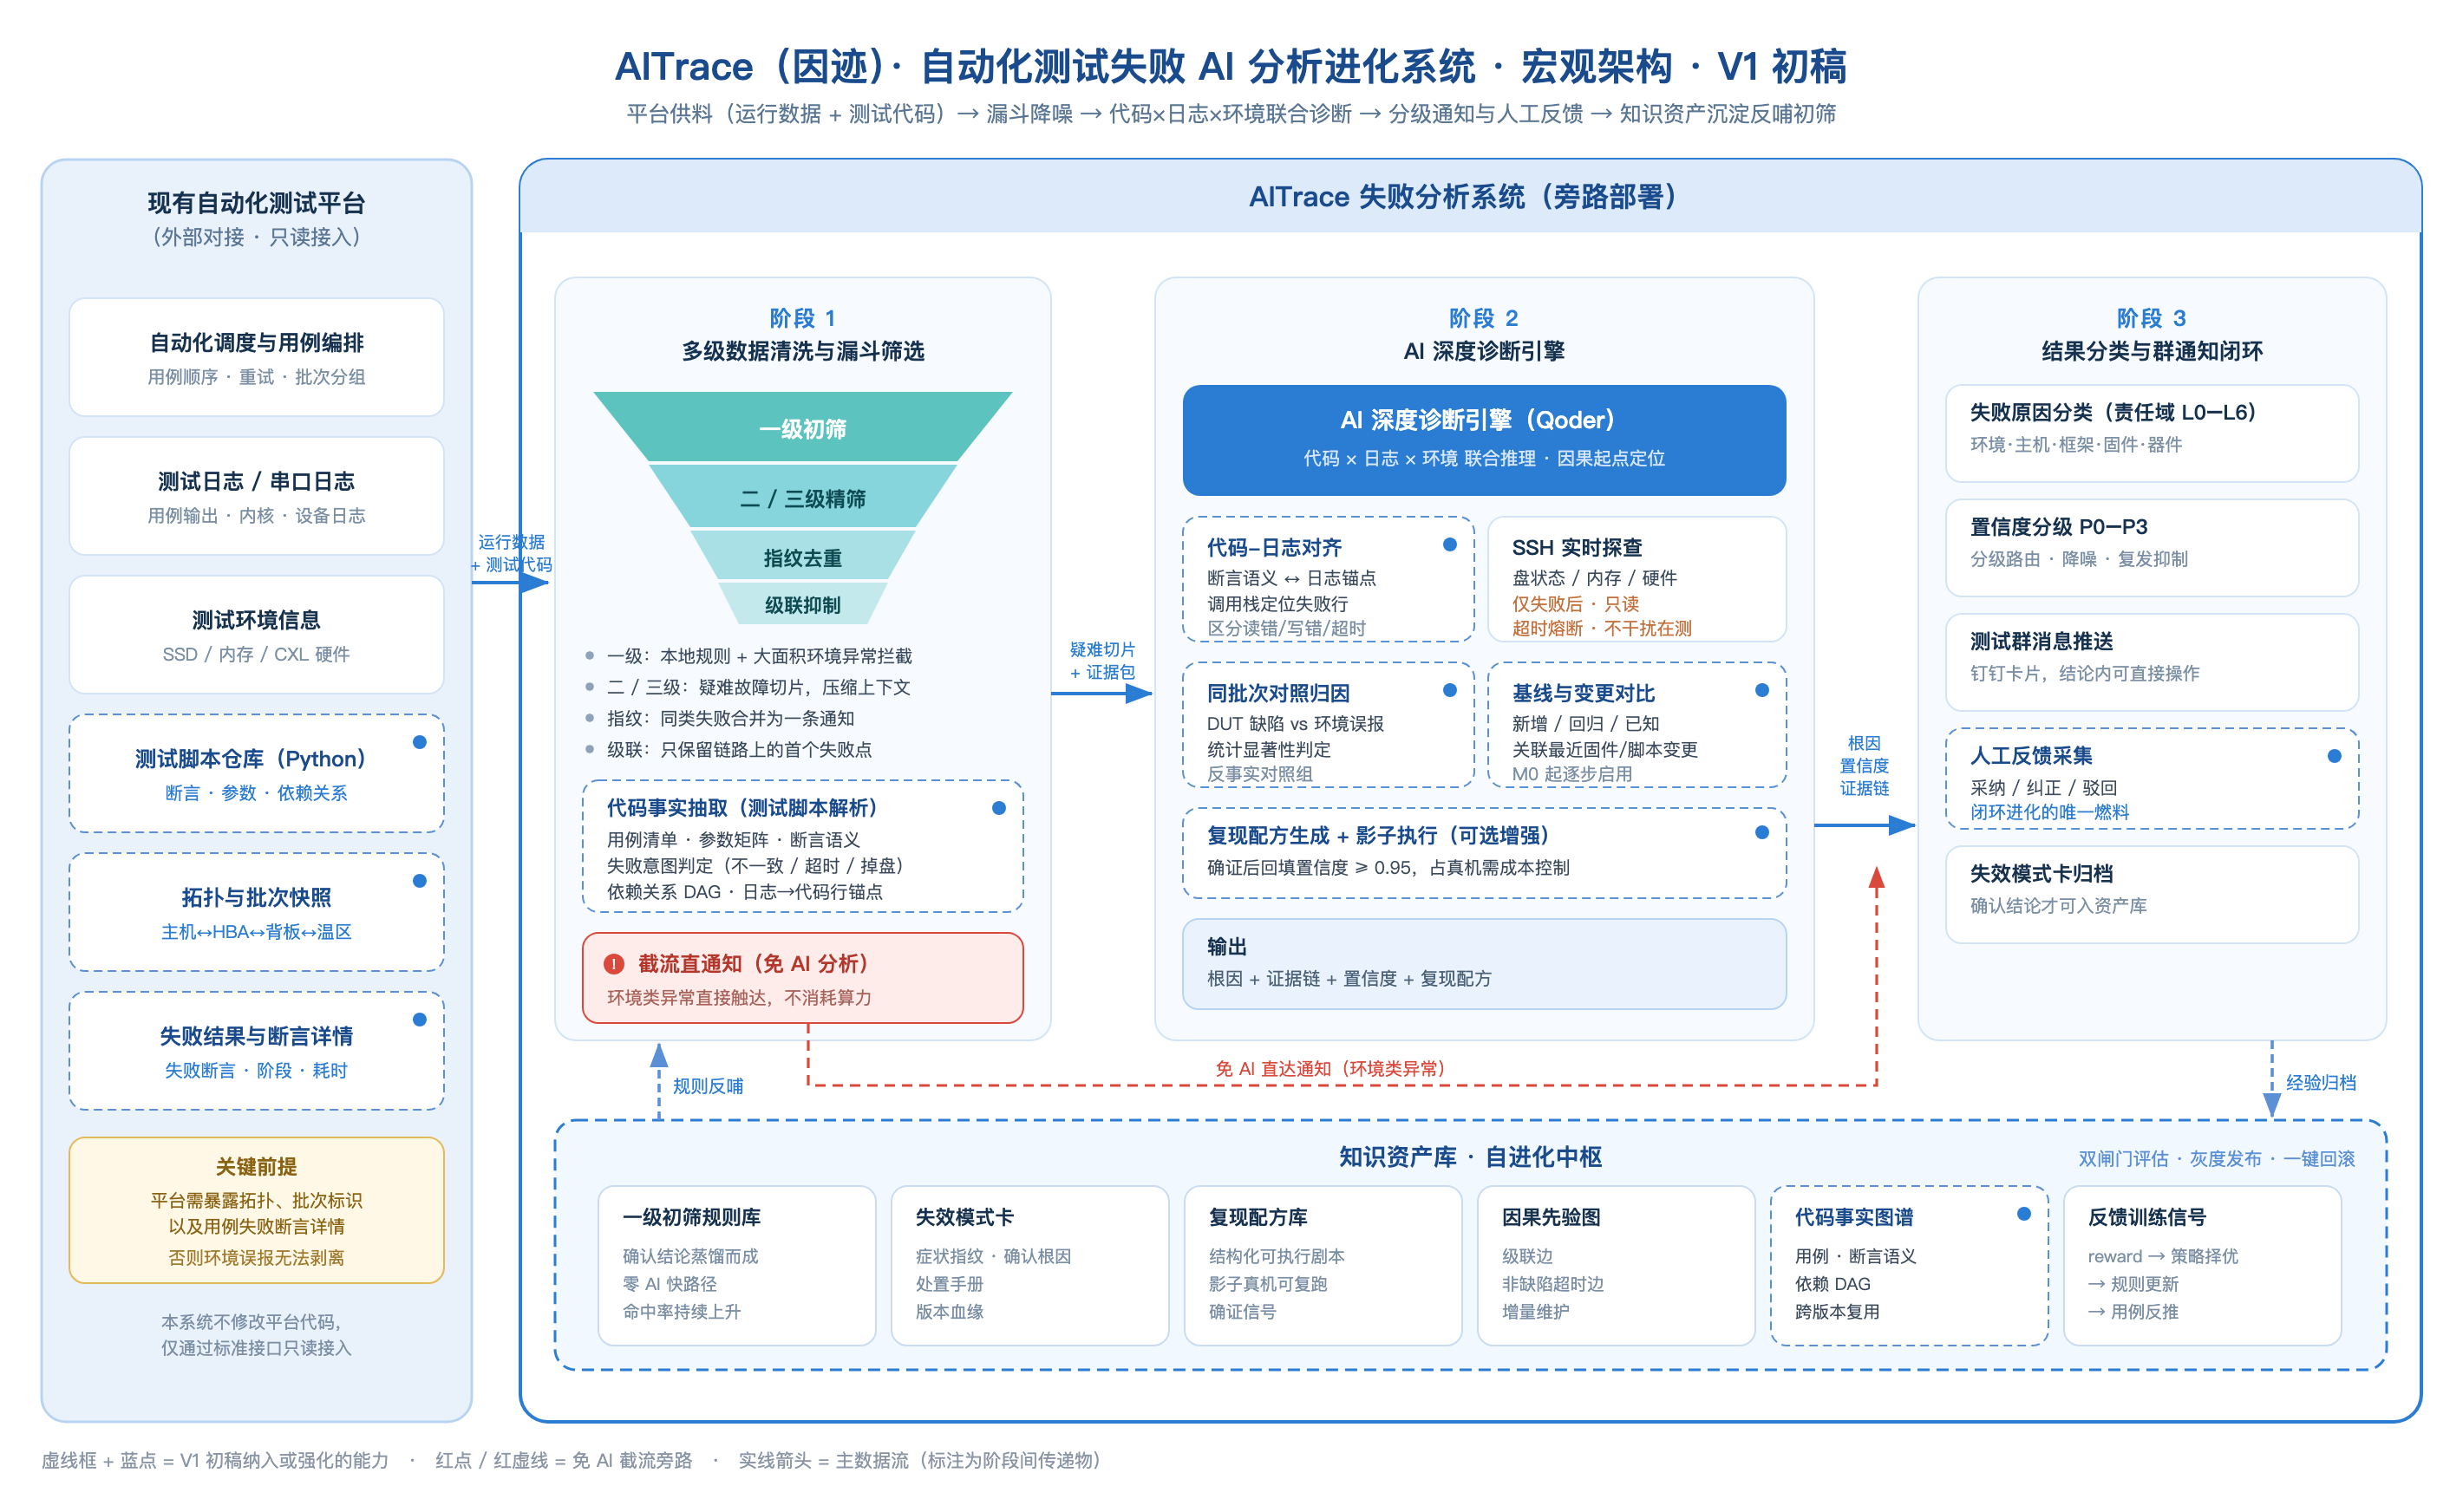 AITrace（因迹）· 自动化测试失败 AI 分析进化系统 · 宏观架构 · V1 初稿
平台供料（运行数据 + 测试代码）→ 漏斗降噪 → 代码×日志×环境联合诊断 → 分级通知与人工反馈 → 知识资产沉淀反哺初筛
现有自动化测试平台
（外部对接 · 只读接入）
自动化调度与用例编排
用例顺序 · 重试 · 批次分组
测试日志 / 串口日志
用例输出 · 内核 · 设备日志
测试环境信息
SSD / 内存 / CXL 硬件
测试脚本仓库（Python）
断言 · 参数 · 依赖关系
拓扑与批次快照
主机↔HBA↔背板↔温区
失败结果与断言详情
失败断言 · 阶段 · 耗时
关键前提
平台需暴露拓扑、批次标识
以及用例失败断言详情
否则环境误报无法剥离
本系统不修改平台代码，
仅通过标准接口只读接入
运行数据
+ 测试代码
AITrace 失败分析系统（旁路部署）
阶段 1
多级数据清洗与漏斗筛选
一级初筛
二 / 三级精筛
指纹去重
级联抑制
一级：本地规则 + 大面积环境异常拦截
二 / 三级：疑难故障切片，压缩上下文
指纹：同类失败合并为一条通知
级联：只保留链路上的首个失败点
代码事实抽取（测试脚本解析）
用例清单 · 参数矩阵 · 断言语义
失败意图判定（不一致 / 超时 / 掉盘）
依赖关系 DAG · 日志→代码行锚点
! 截流直通知（免 AI 分析）
环境类异常直接触达，不消耗算力
疑难切片
+ 证据包
阶段 2
AI 深度诊断引擎
AI 深度诊断引擎（Qoder）
代码 × 日志 × 环境 联合推理 · 因果起点定位
代码–日志对齐
断言语义 ↔ 日志锚点
调用栈定位失败行
区分读错/写错/超时
SSH 实时探查
盘状态 / 内存 / 硬件
仅失败后 · 只读
超时熔断 · 不干扰在测
同批次对照归因
DUT 缺陷 vs 环境误报
统计显著性判定
反事实对照组
基线与变更对比
新增 / 回归 / 已知
关联最近固件/脚本变更
M0 起逐步启用
复现配方生成 + 影子执行（可选增强）
确证后回填置信度 ≥ 0.95，占真机需成本控制
输出
根因 + 证据链 + 置信度 + 复现配方
根因
置信度
证据链
阶段 3
结果分类与群通知闭环
失败原因分类（责任域 L0—L6）
环境·主机·框架·固件·器件
置信度分级 P0—P3
分级路由 · 降噪 · 复发抑制
测试群消息推送
钉钉卡片，结论内可直接操作
人工反馈采集
采纳 / 纠正 / 驳回
闭环进化的唯一燃料
失效模式卡归档
确认结论才可入资产库
规则反哺
免 AI 直达通知（环境类异常）
经验归档
知识资产库 · 自进化中枢
双闸门评估 · 灰度发布 · 一键回滚
一级初筛规则库
确认结论蒸馏而成
零 AI 快路径
命中率持续上升
失效模式卡
症状指纹 · 确认根因
处置手册
版本血缘
复现配方库
结构化可执行剧本
影子真机可复跑
确证信号
因果先验图
级联边
非缺陷超时边
增量维护
代码事实图谱
用例 · 断言语义
依赖 DAG
跨版本复用
反馈训练信号
reward → 策略择优
→ 规则更新
→ 用例反推
虚线框 + 蓝点 = V1 初稿纳入或强化的能力 · 红点 / 红虚线 = 免 AI 截流旁路 · 实线箭头 = 主数据流（标注为阶段间传递物）